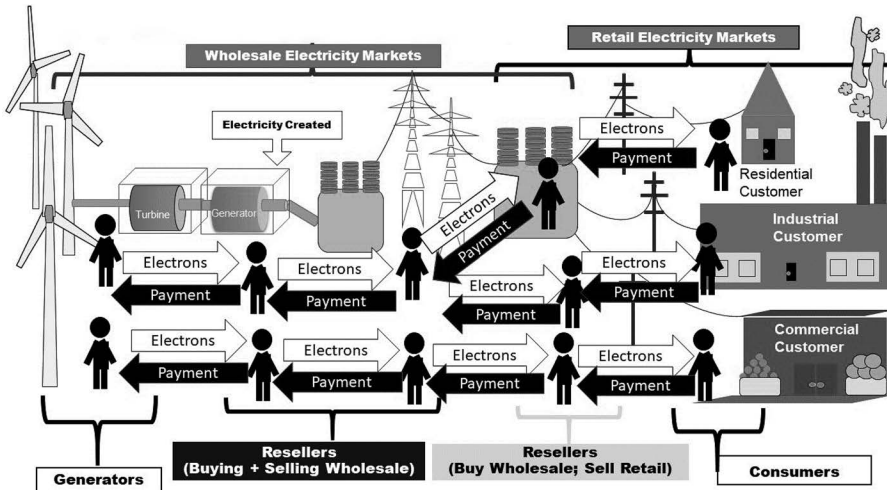 Wholesale Electricity Markets
Retail Electricity Markets
Electricity Created
Turbine
Generator
Electrons
Payment
Residential
Customer
Electrons
Payment
Industrial
Customer
Electrons
Payment
Electrons
Payment
Electrons
Payment
Electrons
Payment
Commercial
Customer
Electrons
Payment
Electrons
Payment
Electrons
Payment
Electrons
Payment
Generators
Resellers
(Buying + Selling Wholesale)
Resellers
(Buy Wholesale; Sell Retail)
Consumers